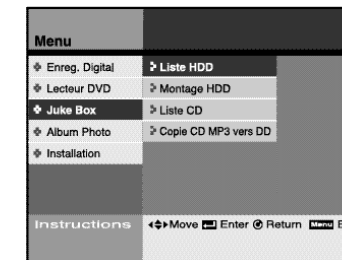 Menu
Enreg. Digital
Lecteur DVD
Juke Box
Album Photo
Installation
Liste HDD
Montage HDD
Liste CD
Copie CD MP3 vers DD
Instructions
Move Enter Return Menu